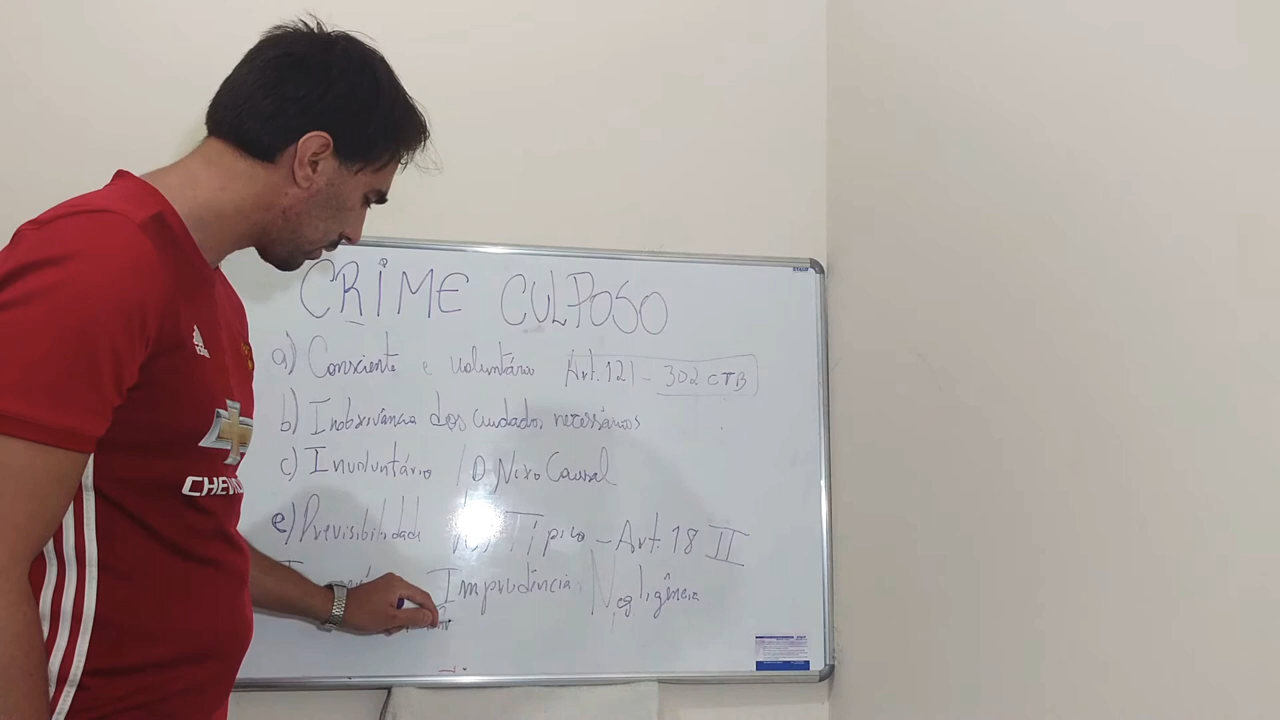 CRIME CULPOSO
a) Consciente e voluntário Art. 121 - 302 CTB
b) Inobservância dos cuidados necessários
c) Involuntário / D Nexo Causal
e) Previsibilidade Típico - Art. 18 II
Imprudência Negligência
CHEV